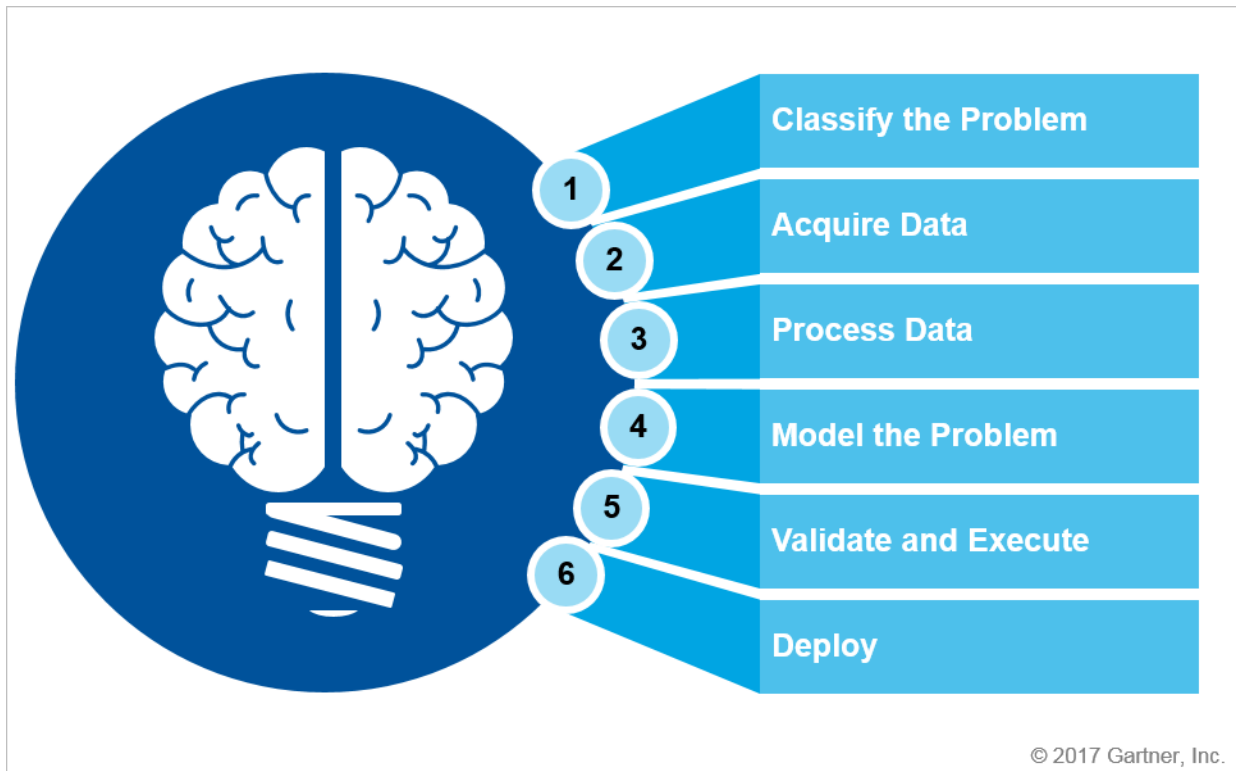 1 Classify the Problem
2 Acquire Data
3 Process Data
4 Model the Problem
5 Validate and Execute
6 Deploy
© 2017 Gartner, Inc.